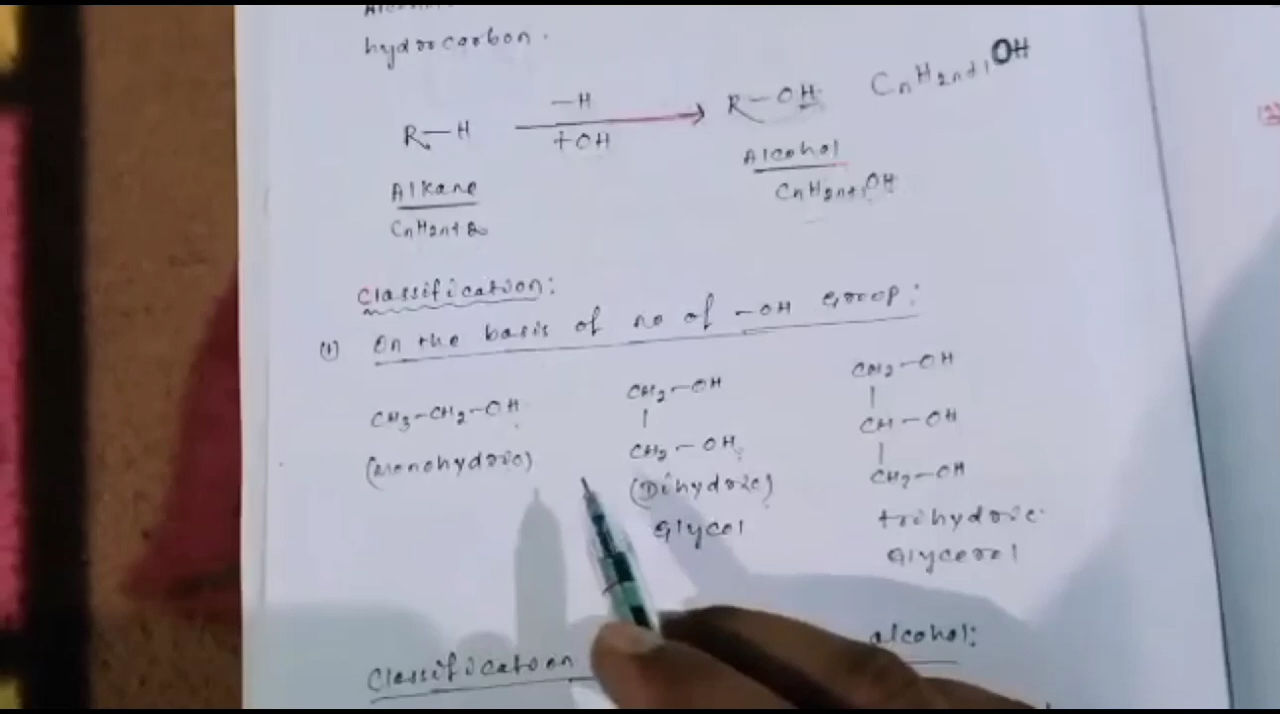 hydrocarbon.
R—H —H +OH R—OH CnH2n+1OH
Alkane Alcohol
CnH2n+2 CnH2n+1OH
Classification:
(1) On the basis of no of —OH Group:
CH3—CH2—OH
(Monohydric)
CH2—OH
|
CH2—OH
(Dihydric)
Glycol
CH2—OH
|
CH—OH
|
CH2—OH
trihydric
Glycerol
Classification alcohol: